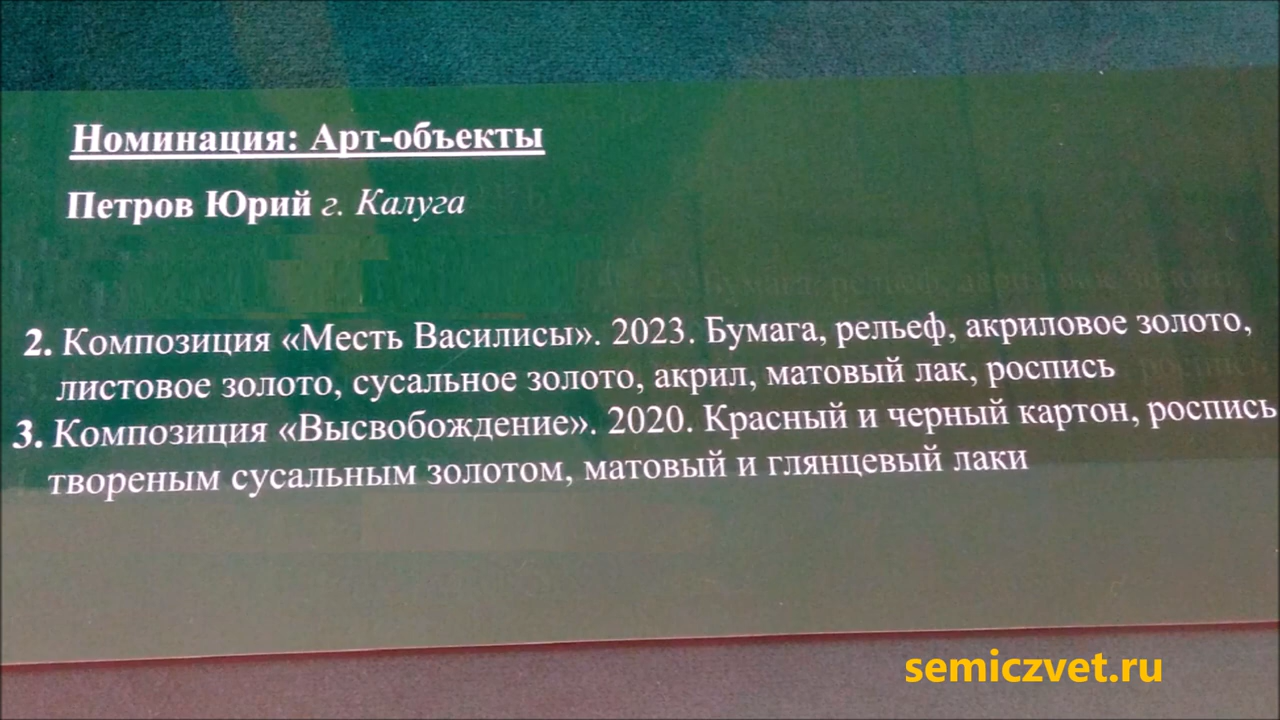 Номинация: Арт-объекты
Петров Юрий г. Калуга
2. Композиция «Месть Василисы». 2023. Бумага, рельеф, акриловое золото,
листовое золото, сусальное золото, акрил, матовый лак, роспись
3. Композиция «Высвобождение». 2020. Красный и черный картон, роспись
твореным сусальным золотом, матовый и глянцевый лаки
semiczvet.ru